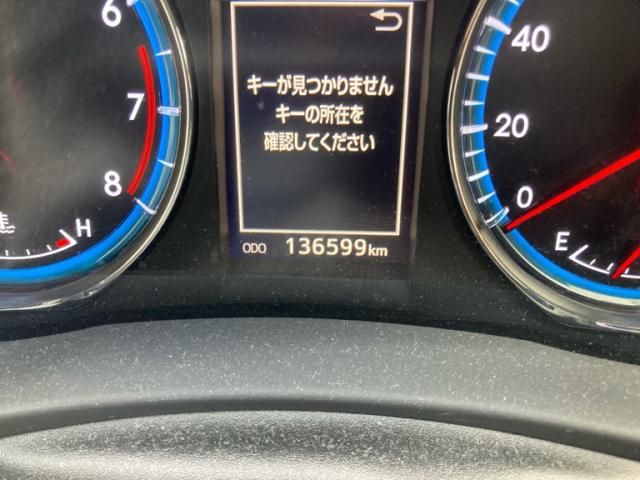 6
7
8
H
キーが見つかりません
キーの所在を
確認してください
ODO 136599km
40
20
0
E